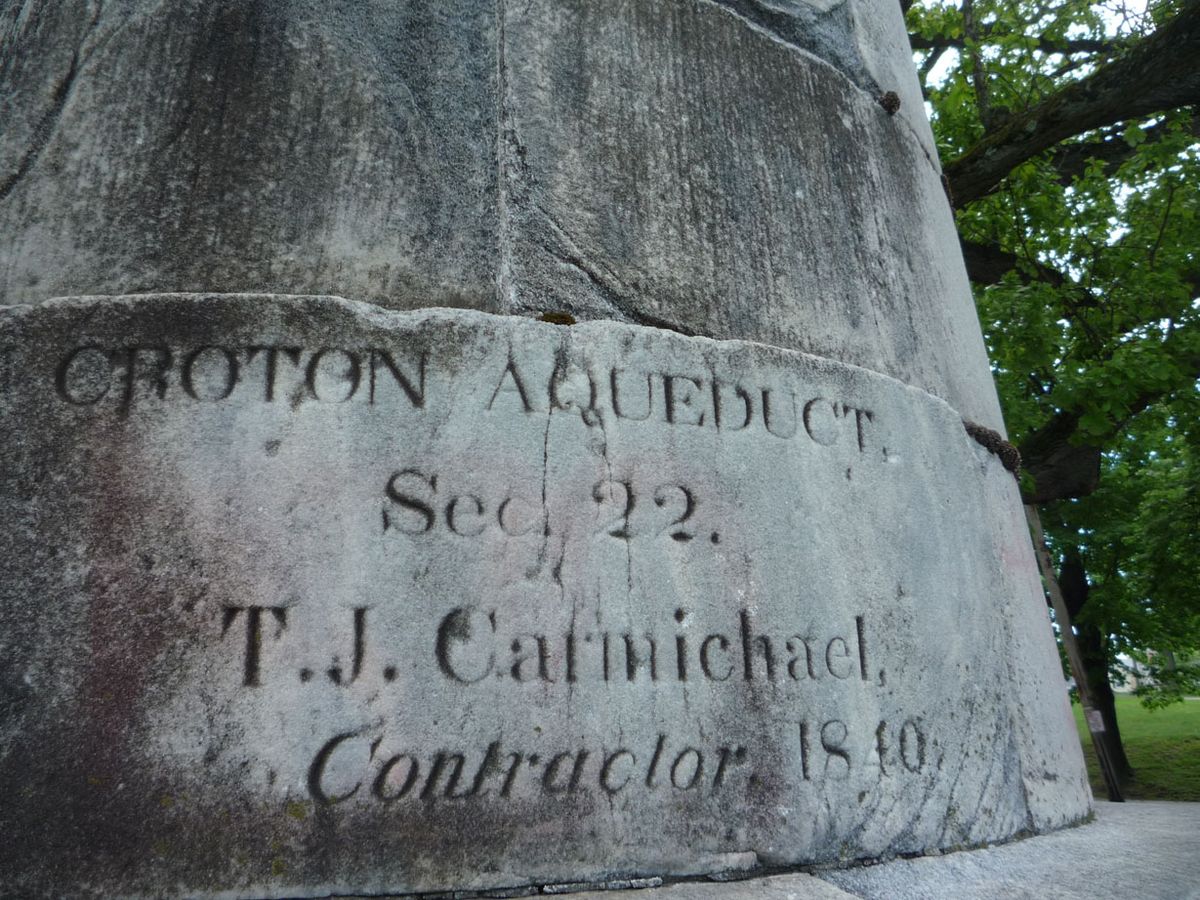 CROTON AQUEDUCT.
Sec. 22.
T. J. Carmichael,
Contractor. 1840.